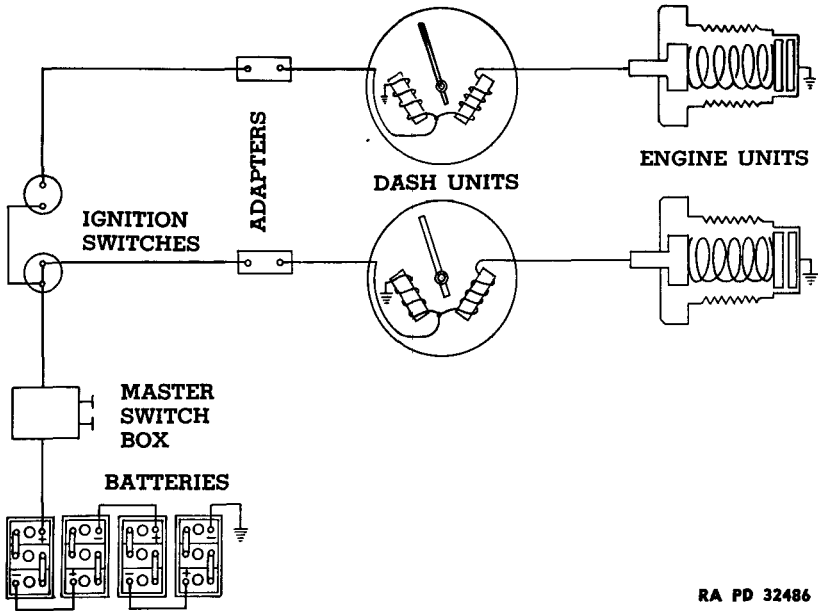 ADAPTERS
DASH UNITS
ENGINE UNITS
IGNITION
SWITCHES
MASTER
SWITCH
BOX
BATTERIES
+ − + −
− + − +
RA PD 32486